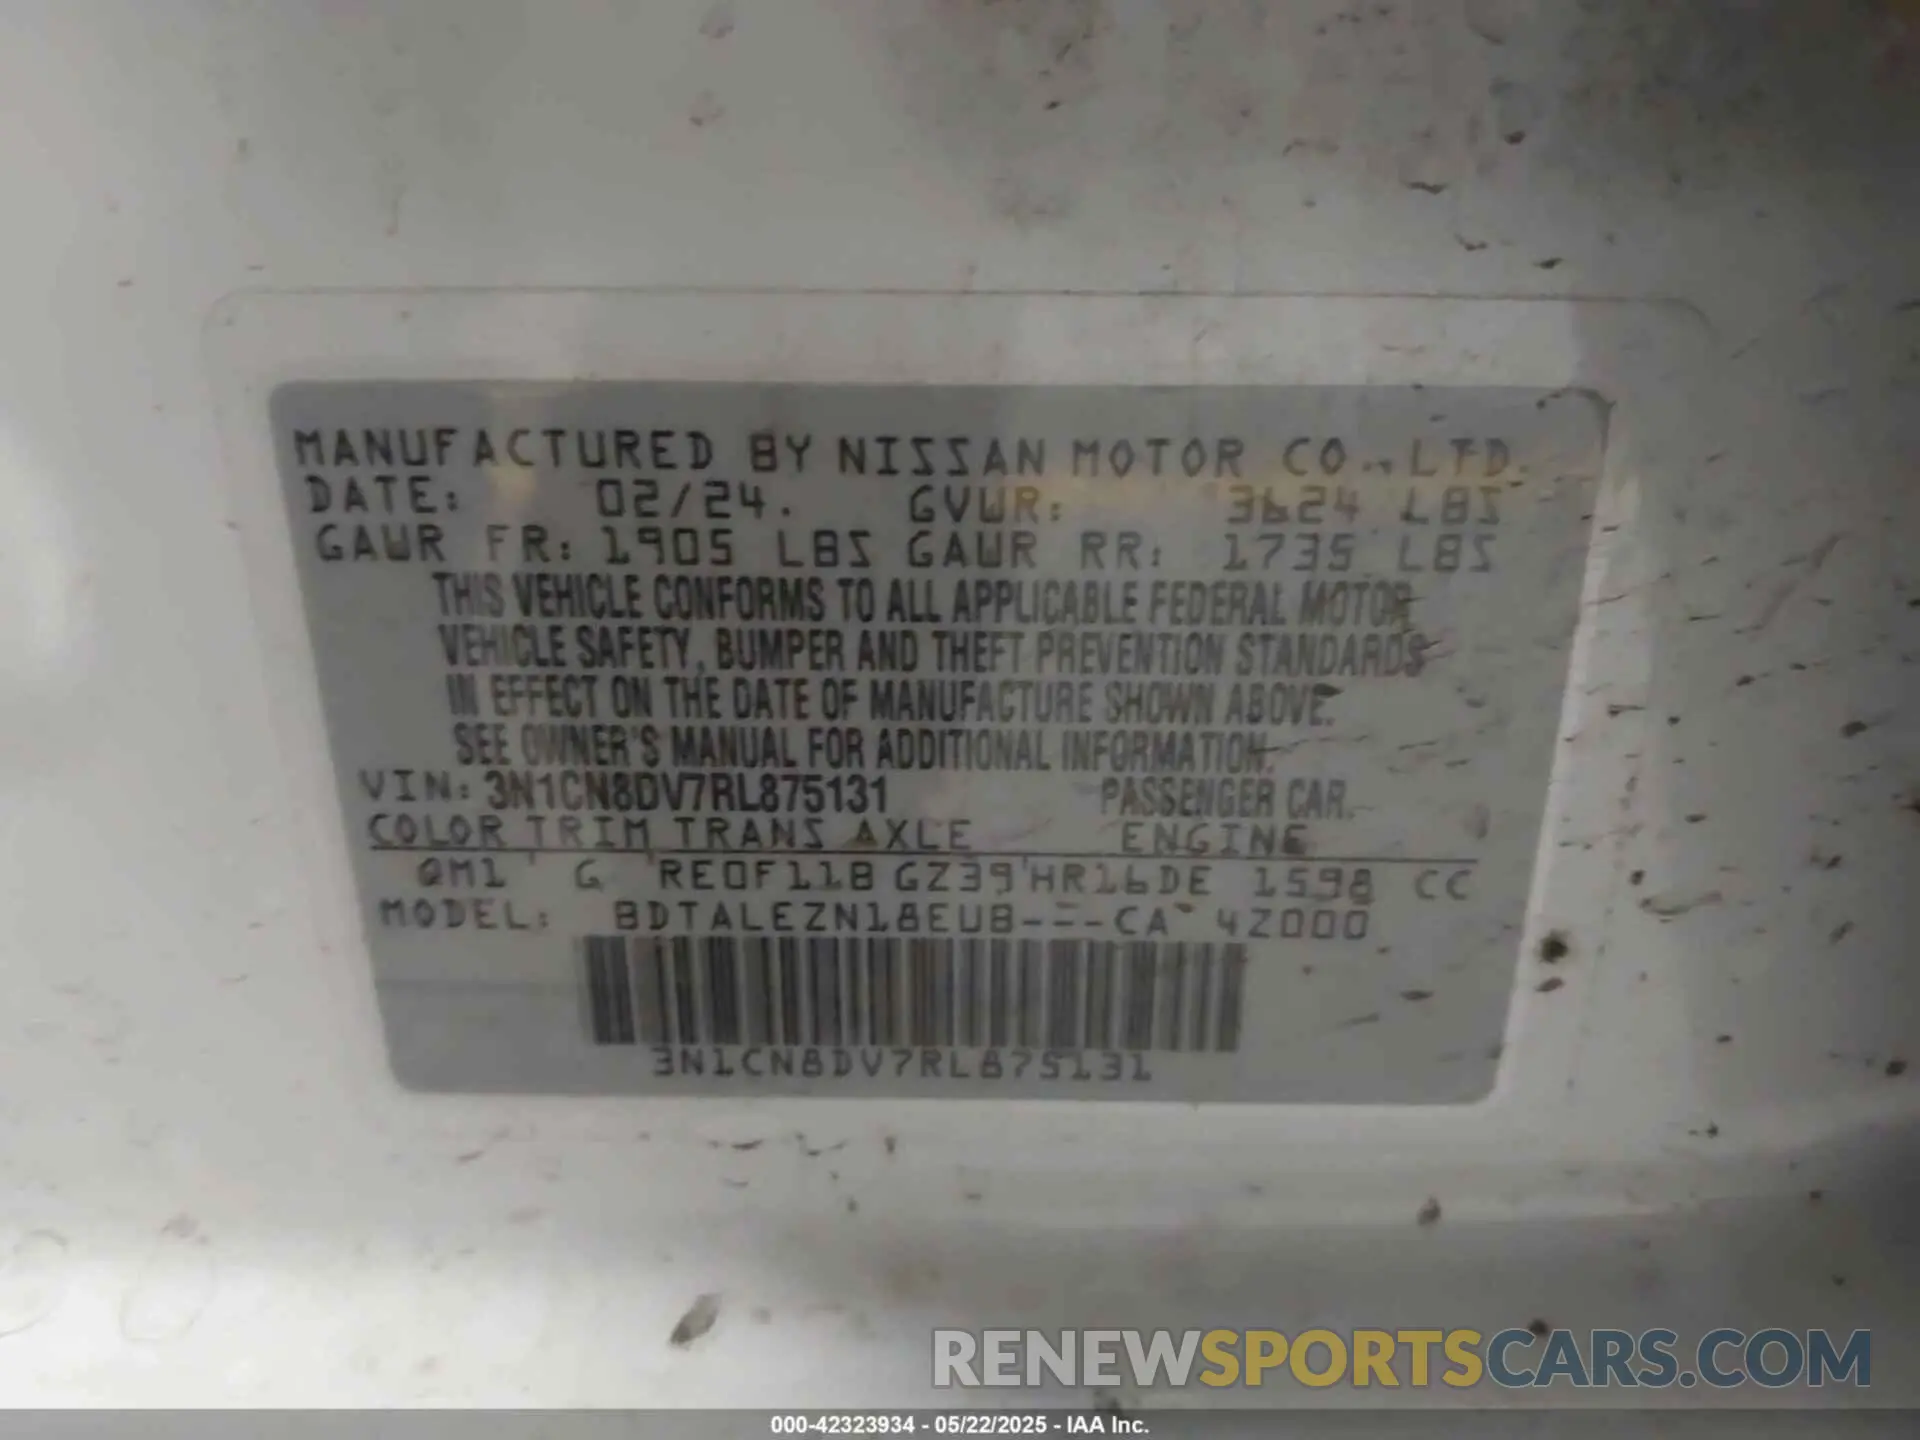 MANUFACTURED BY NISSAN MOTOR CO., LTD.
DATE: 02/24. GVWR: 3624 LBS
GAWR FR: 1905 LBS GAWR RR: 1735 LBS
THIS VEHICLE CONFORMS TO ALL APPLICABLE FEDERAL MOTOR
VEHICLE SAFETY, BUMPER AND THEFT PREVENTION STANDARDS
IN EFFECT ON THE DATE OF MANUFACTURE SHOWN ABOVE.
SEE OWNER'S MANUAL FOR ADDITIONAL INFORMATION.
VIN: 3N1CN8DV7RL875131 PASSENGER CAR.
COLOR TRIM TRANS AXLE ENGINE
QM1 G RE0F11B GZ39 HR16DE 1598 CC
MODEL: BDTALEZN18EUB---CA 42000
3N1CN8DV7RL875131
RENEWSPORTSCARS.COM
000-42323934 - 05/22/2025 - IAA Inc.